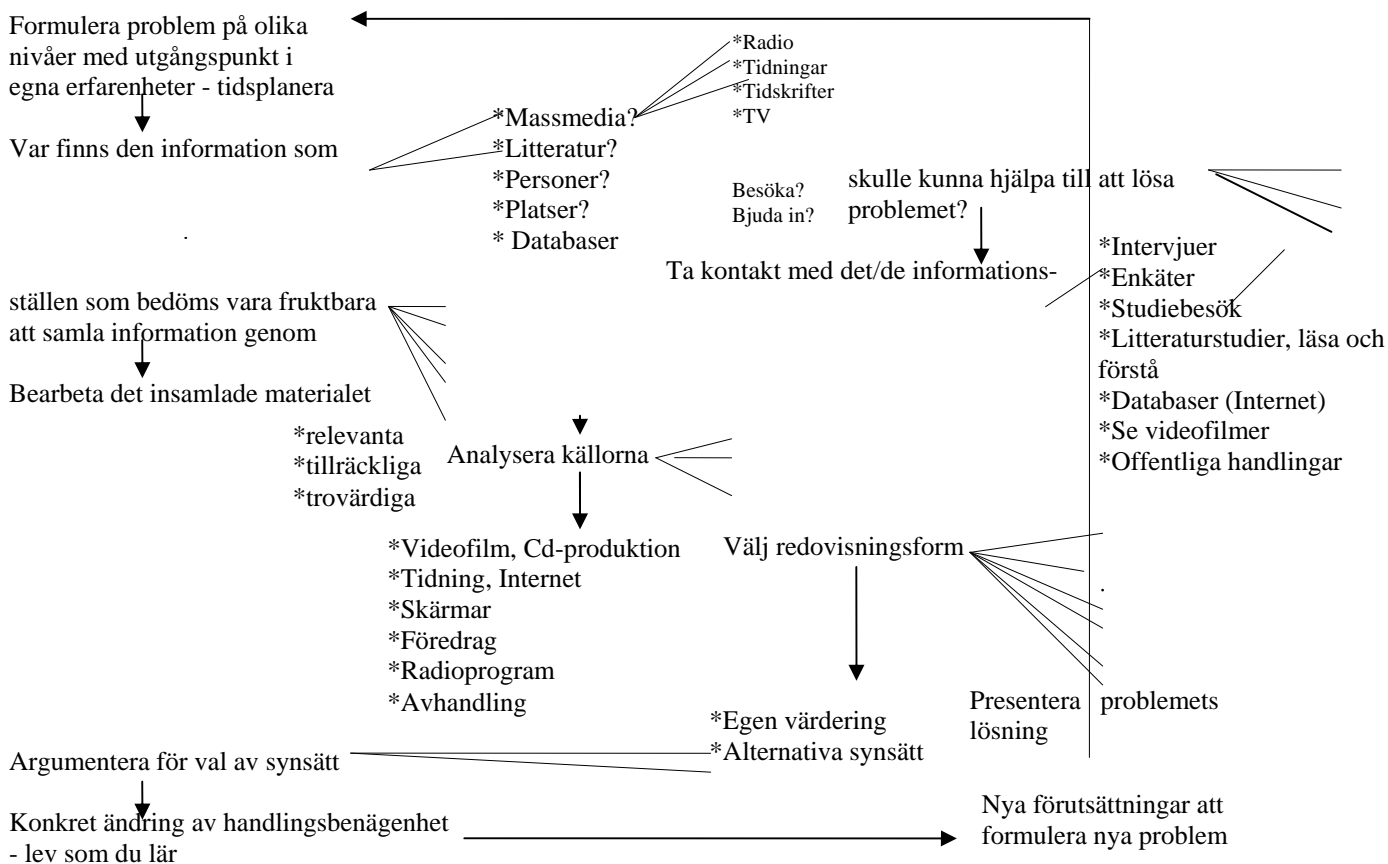 Formulera problem på olika
nivåer med utgångspunkt i
egna erfarenheter - tidsplanera
*Radio
*Tidningar
*Tidskrifter
*TV
*Massmedia?
*Litteratur?
*Personer?
*Platser?
* Databaser
Var finns den information som
Besöka?
Bjuda in?
skulle kunna hjälpa till att lösa
problemet?
Ta kontakt med det/de informations-
*Intervjuer
*Enkäter
*Studiebesök
*Litteraturstudier, läsa och
förstå
*Databaser (Internet)
*Se videofilmer
*Offentliga handlingar
ställen som bedöms vara fruktbara
att samla information genom
Bearbeta det insamlade materialet
*relevanta
*tillräckliga
*trovärdiga
Analysera källorna
*Videofilm, Cd-produktion
*Tidning, Internet
*Skärmar
*Föredrag
*Radioprogram
*Avhandling
Välj redovisningsform
Presentera problemets
lösning
*Egen värdering
*Alternativa synsätt
Argumentera för val av synsätt
Konkret ändring av handlingsbenägenhet
- lev som du lär
Nya förutsättningar att
formulera nya problem